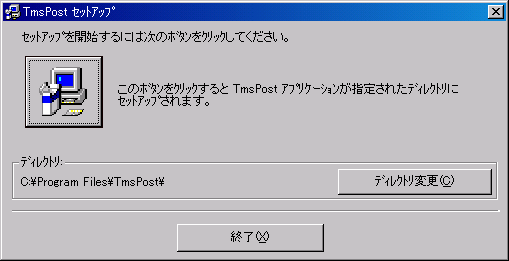 TmsPost ｾｯﾄｱｯﾌﾟ
ｾｯﾄｱｯﾌﾟを開始するには次のﾎﾞﾀﾝをｸﾘｯｸしてください。
このﾎﾞﾀﾝをｸﾘｯｸすると TmsPost ｱﾌﾟﾘｹｰｼｮﾝが指定されたﾃﾞｨﾚｸﾄﾘに
ｾｯﾄｱｯﾌﾟされます。
ﾃﾞｨﾚｸﾄﾘ:
C:¥Program Files¥TmsPost¥
ﾃﾞｨﾚｸﾄﾘ変更(C)
終了(X)